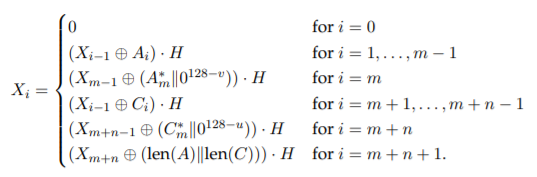 X_i = { 0 for i = 0
(X_{i−1} ⊕ A_i) · H for i = 1, . . . , m − 1
(X_{m−1} ⊕ (A*_m‖0^{128−v})) · H for i = m
(X_{i−1} ⊕ C_i) · H for i = m + 1, . . . , m + n − 1
(X_{m+n−1} ⊕ (C*_m‖0^{128−u})) · H for i = m + n
(X_{m+n} ⊕ (len(A)‖len(C))) · H for i = m + n + 1.